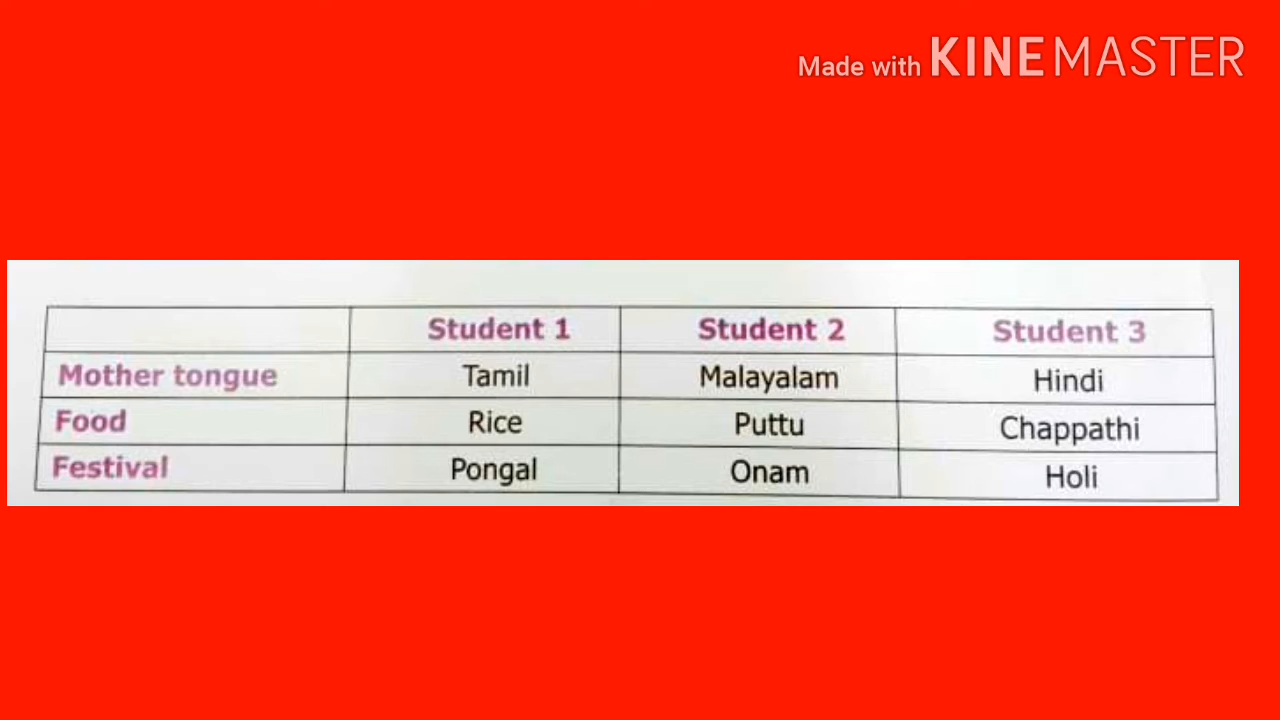 Made with KINEMASTER
Student 1 Student 2 Student 3
Mother tongue Tamil Malayalam Hindi
Food Rice Puttu Chappathi
Festival Pongal Onam Holi